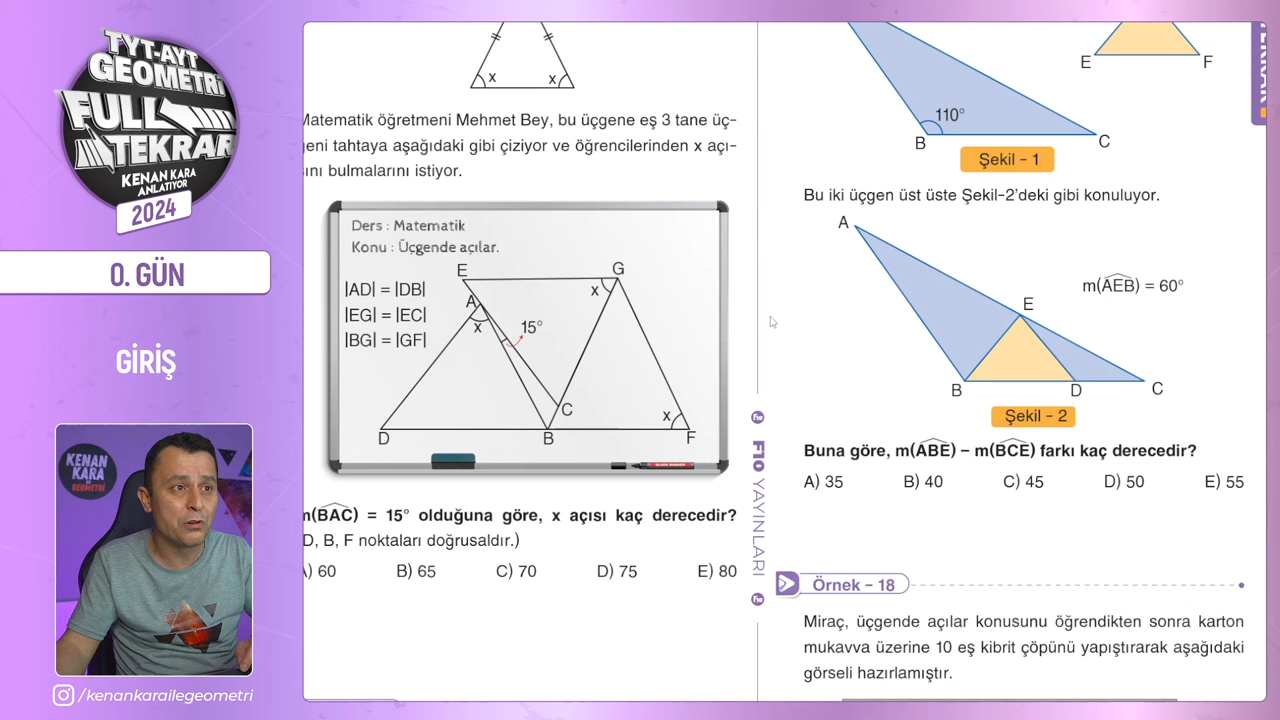 TYT-AYT
GEOMETRİ
FULL
TEKRAR
KENAN KARA
ANLATIYOR
2024
0. GÜN
GİRİŞ
KENAN
KARA
GEOMETRİ
/kenankarailegeometri
x x
Matematik öğretmeni Mehmet Bey, bu üçgene eş 3 tane üç-
geni tahtaya aşağıdaki gibi çiziyor ve öğrencilerinden x açı-
sını bulmalarını istiyor.
Ders : Matematik
Konu : Üçgende açılar.
|AD| = |DB|
|EG| = |EC|
|BG| = |GF|
E G
A x
x 15°
C x
D B F
m(BAC) = 15° olduğuna göre, x açısı kaç derecedir?
D, B, F noktaları doğrusaldır.)
A) 60 B) 65 C) 70 D) 75 E) 80
F10 YAYINLARI
E F
110°
B C
Şekil - 1
Bu iki üçgen üst üste Şekil-2'deki gibi konuluyor.
A
m(AEB) = 60°
E
B D C
Şekil - 2
Buna göre, m(ABE) – m(BCE) farkı kaç derecedir?
A) 35 B) 40 C) 45 D) 50 E) 55
Örnek - 18
Miraç, üçgende açılar konusunu öğrendikten sonra karton
mukavva üzerine 10 eş kibrit çöpünü yapıştırarak aşağıdaki
görseli hazırlamıştır.